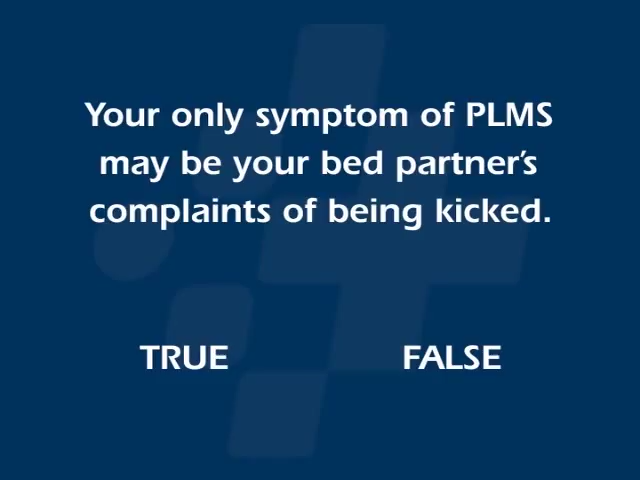 Your only symptom of PLMS
may be your bed partner's
complaints of being kicked.
TRUE FALSE